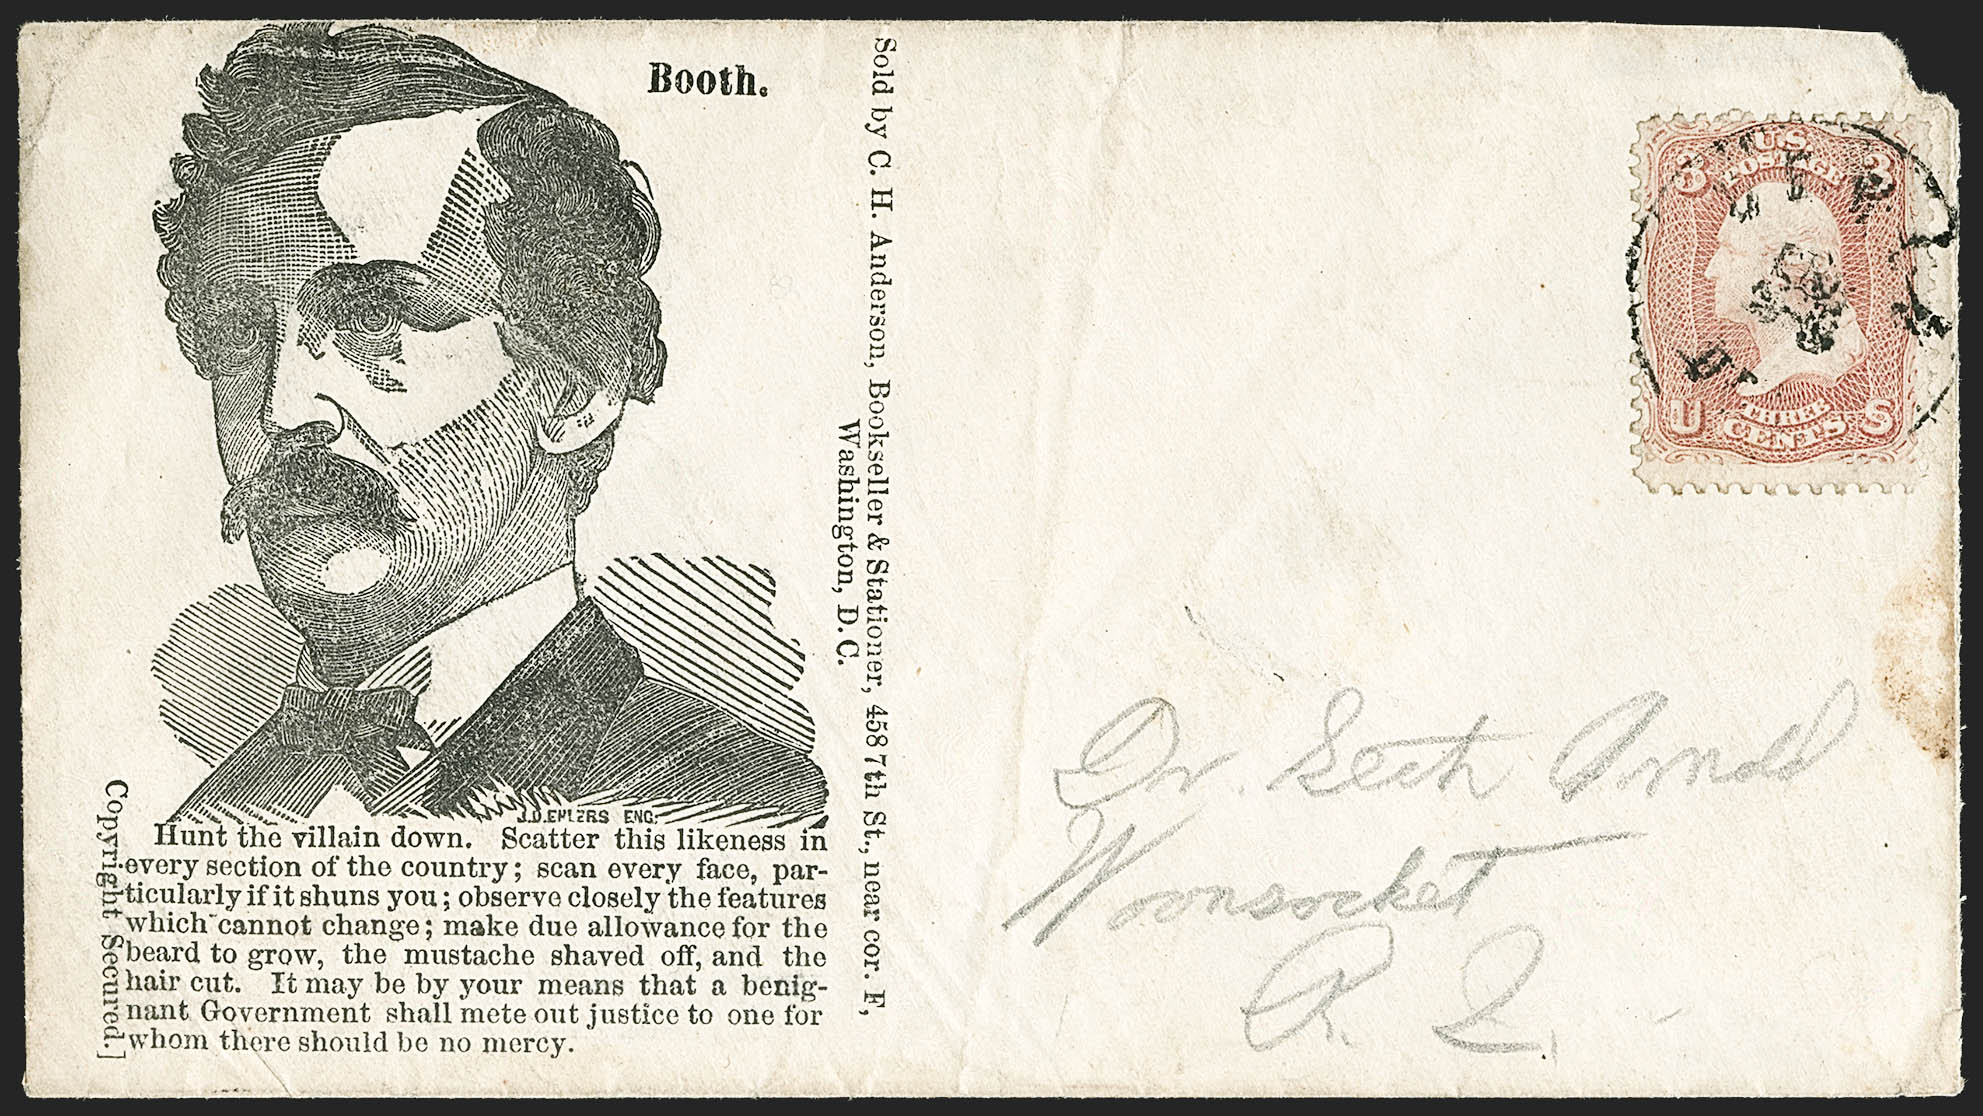 Booth.
Sold by C. H. Anderson, Bookseller & Stationer, 458 7th St., near cor. F,
Washington, D.C.
J.D. EHLERS ENG.
Hunt the villain down. Scatter this likeness in
every section of the country; scan every face, par-
ticularly if it shuns you; observe closely the features
which cannot change; make due allowance for the
beard to grow, the mustache shaved off, and the
hair cut. It may be by your means that a benig-
nant Government shall mete out justice to one for
whom there should be no mercy.
Copyright Secured.]
3 U.S. 3
POSTAGE
THREE
U CENTS S
Dr. Seth Arnold
Woonsocket
R. I.